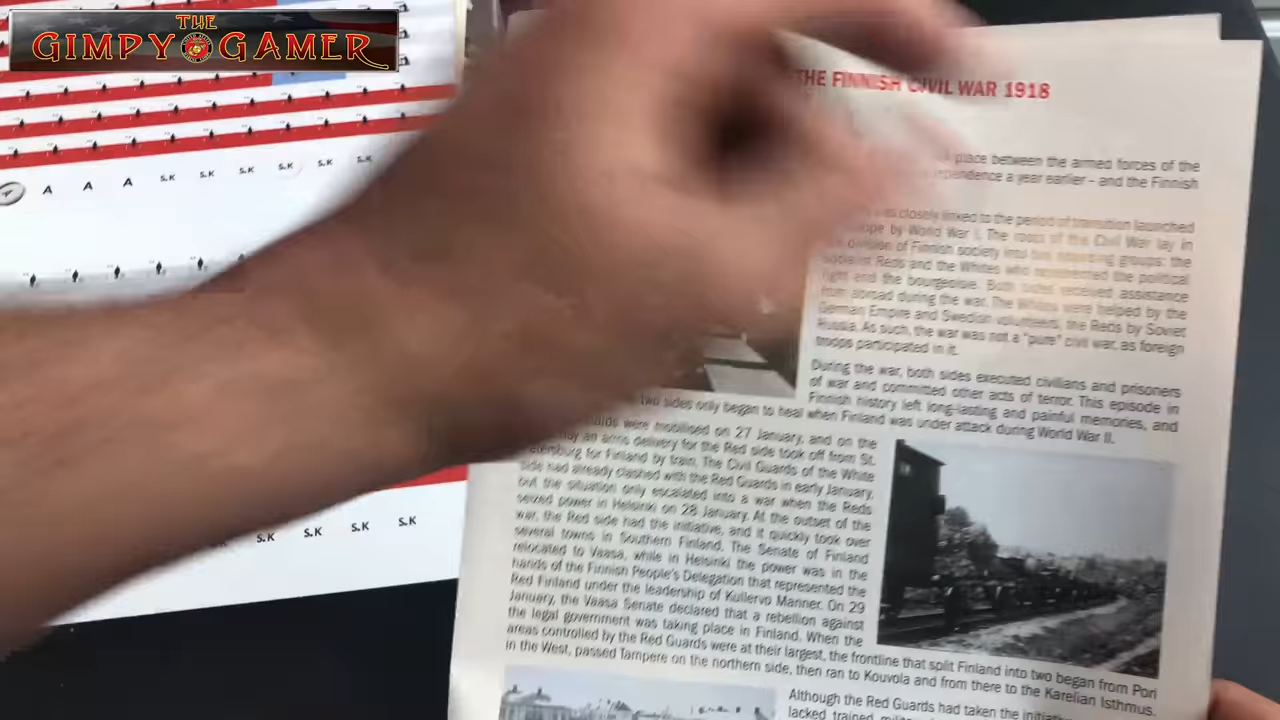 THE
GIMPY GAMER
THE FINNISH CIVIL WAR 1918
place between the armed forces of the
a year earlier – and the Finnish
was closely linked to the period of transition launched
by World War I. The roots of the Civil War lay in
division of Finnish society into two opposing groups: the
Socialist Reds and the Whites who represented the political
right and the bourgeoisie. Both sides received assistance
from abroad during the war. The Whites were helped by the
German Empire and Swedish volunteers, the Reds by Soviet
Russia. As such, the war was not a "pure" civil war, as foreign
troops participated in it.
During the war, both sides executed civilians and prisoners
of war and committed other acts of terror. This episode in
Finnish history left long-lasting and painful memories, and
two sides only began to heal when Finland was under attack during World War II.
were mobilised on 27 January, and on the
an arms delivery for the Red side took off from St.
Petersburg for Finland by train. The Civil Guards of the White
side had already clashed with the Red Guards in early January,
but the situation only escalated into a war when the Reds
seized power in Helsinki on 28 January. At the outset of the
war, the Red side had the initiative, and it quickly took over
several towns in Southern Finland. The Senate of Finland
relocated to Vaasa, while in Helsinki the power was in the
hands of the Finnish People's Delegation that represented the
Red Finland under the leadership of Kullervo Manner. On 29
January, the Vaasa Senate declared that a rebellion against
the legal government was taking place in Finland. When the
areas controlled by the Red Guards were at their largest, the frontline that split Finland into two began from Pori
in the West, passed Tampere on the northern side, then ran to Kouvola and from there to the Karelian Isthmus.
Although the Red Guards had taken the
lacked trained
A A A S.K S.K S.K S.K S.K S.K
S.K S.K S.K S.K